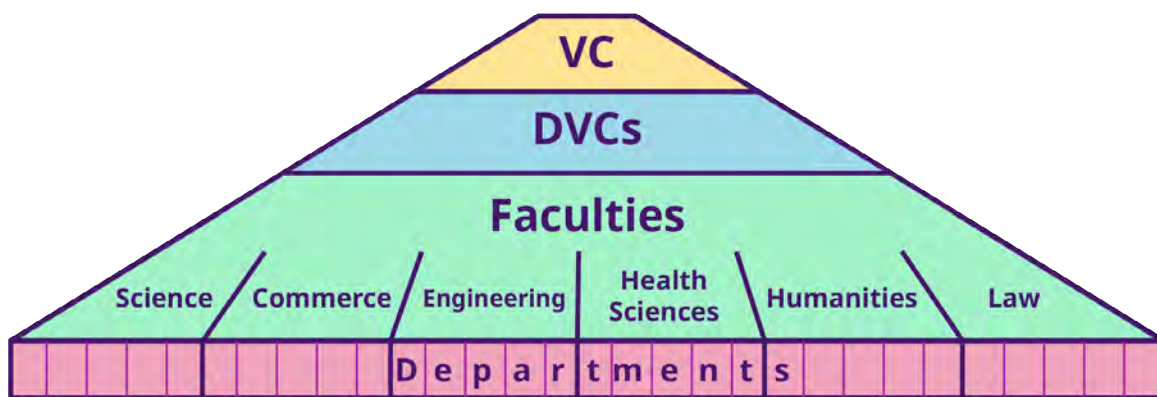 VC
DVCs
Faculties
Science Commerce Engineering Health Sciences Humanities Law
Departments